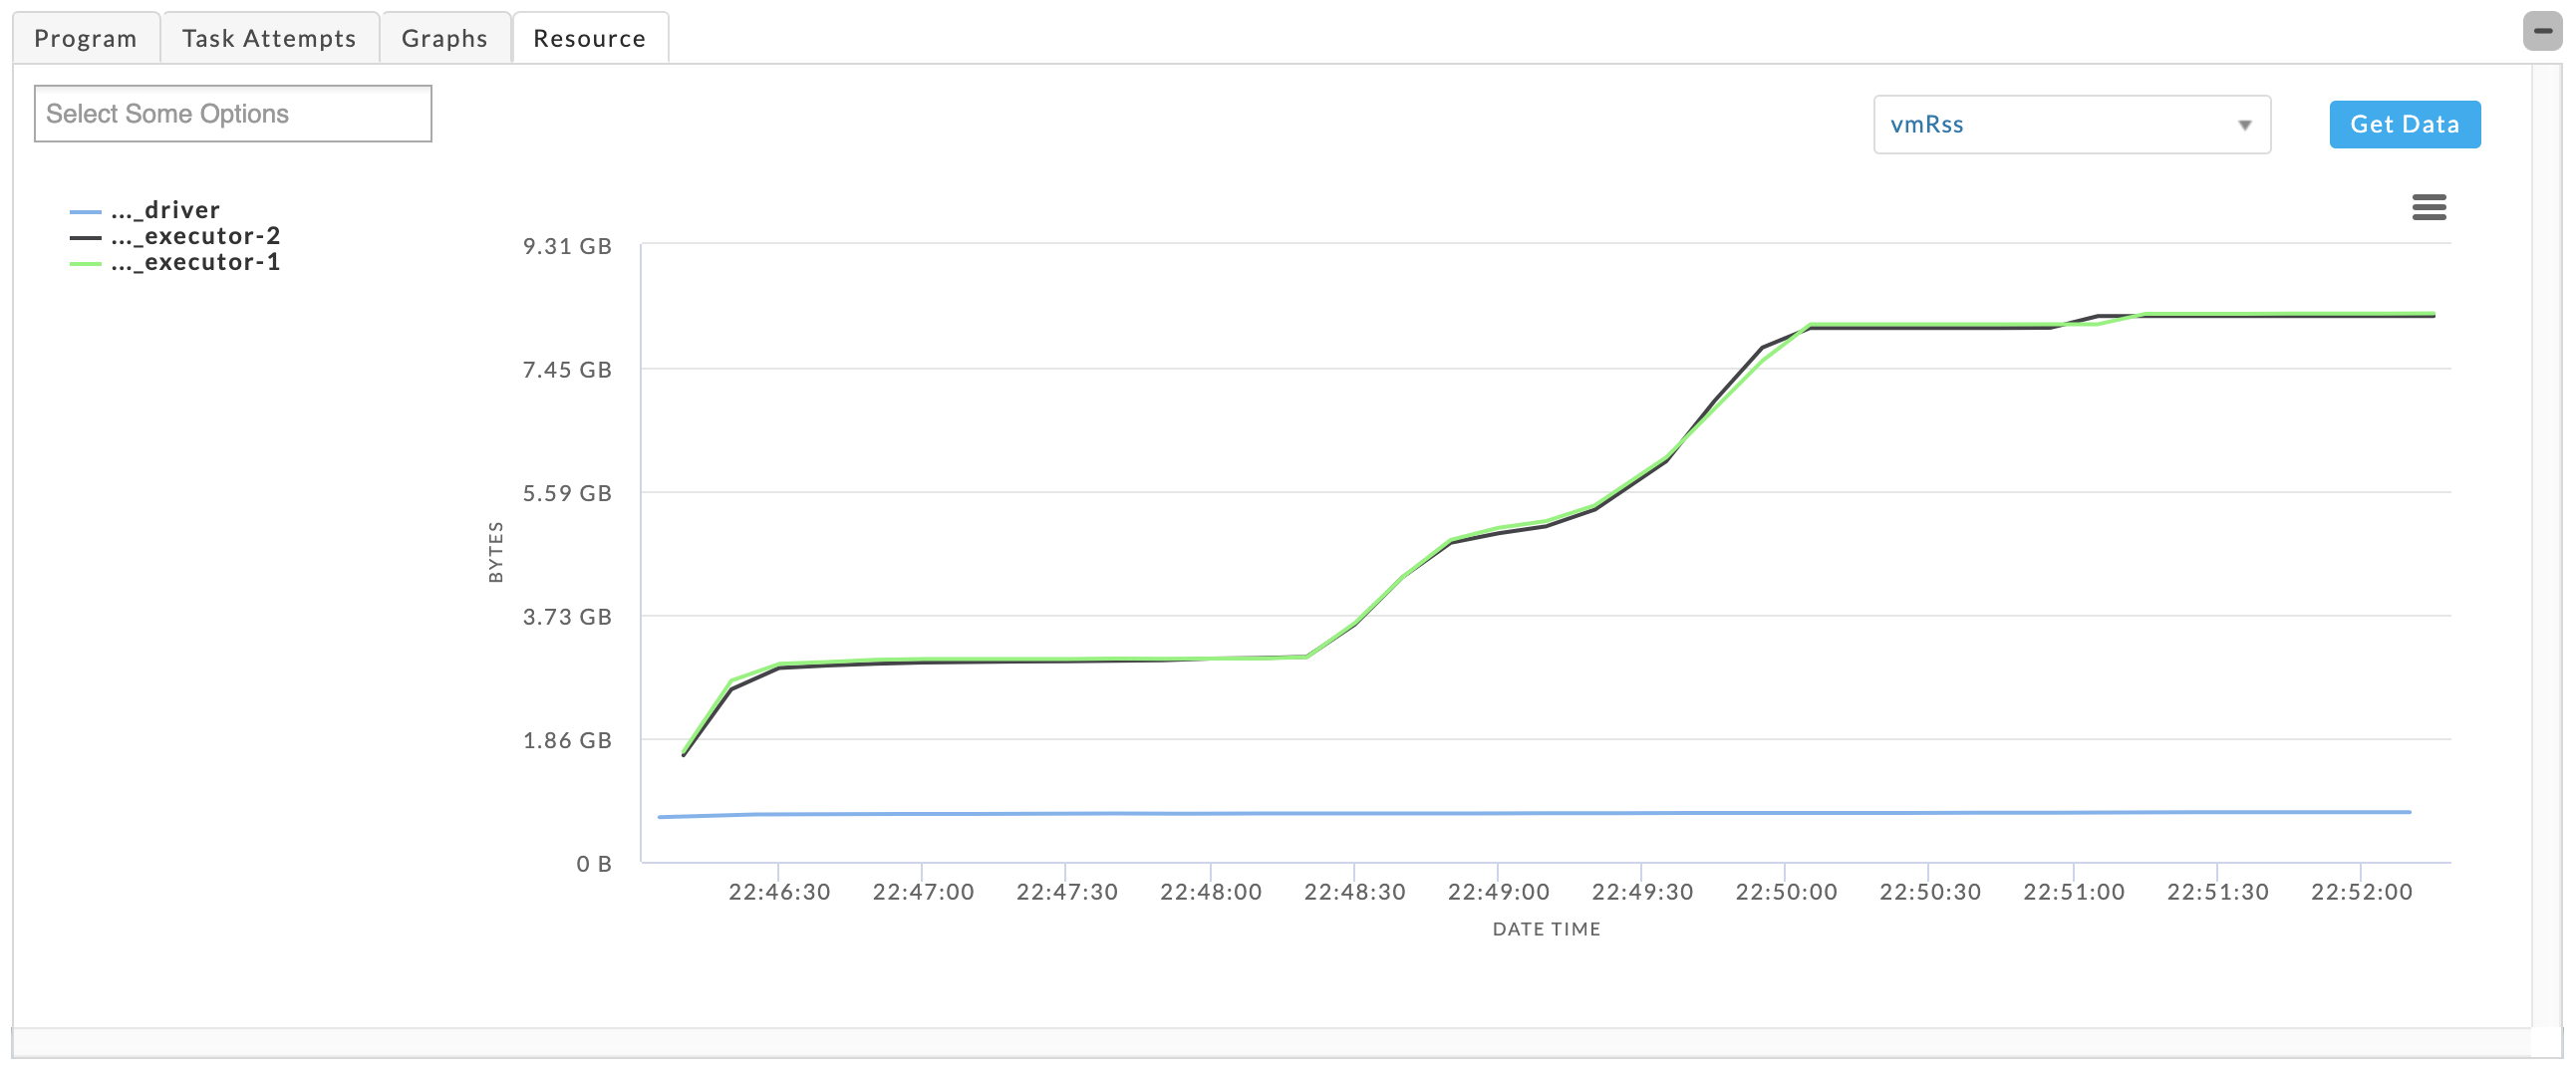 Program
Task Attempts
Graphs
Resource
Select Some Options
vmRss
Get Data
..._driver
..._executor-2
..._executor-1
9.31 GB
7.45 GB
5.59 GB
3.73 GB
1.86 GB
0 B
BYTES
22:46:30
22:47:00
22:47:30
22:48:00
22:48:30
22:49:00
22:49:30
22:50:00
22:50:30
22:51:00
22:51:30
22:52:00
DATE TIME